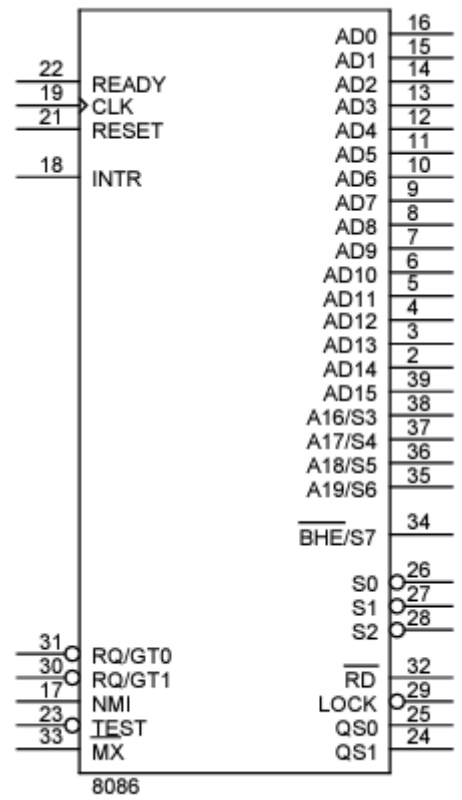 16 AD0
15 AD1
22 READY
14 AD2
19 CLK
13 AD3
21 RESET
12 AD4
11 AD5
18 INTR
10 AD6
9 AD7
8 AD8
7 AD9
6 AD10
5 AD11
4 AD12
3 AD13
2 AD14
39 AD15
38 A16/S3
37 A17/S4
36 A18/S5
35 A19/S6
34 BHE/S7
26 S0
27 S1
28 S2
31 RQ/GT0
30 RQ/GT1
32 RD
17 NMI
29 LOCK
23 TEST
25 QS0
33 MX
24 QS1
8086